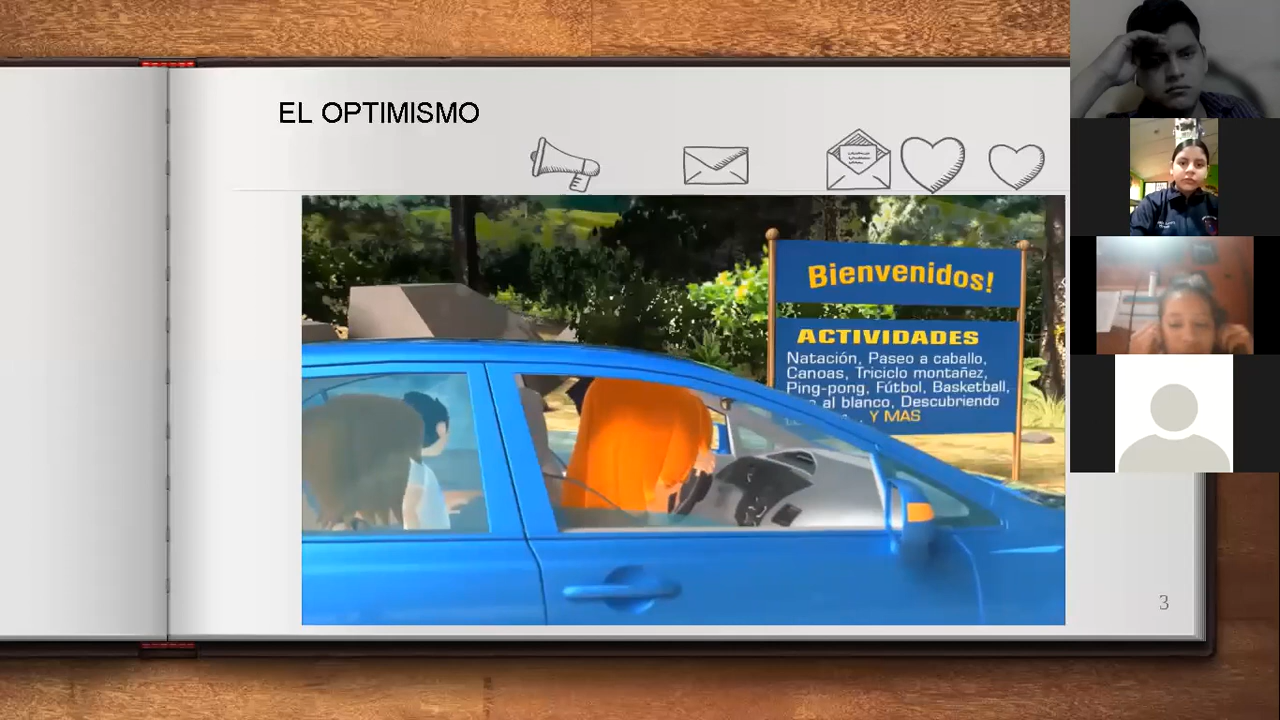 EL OPTIMISMO
Bienvenidos!
ACTIVIDADES
Natación, Paseo a caballo,
Canoas, Triciclo montañez,
Ping-pong, Fútbol, Basketball,
al blanco, Descubriendo
Y MAS
3